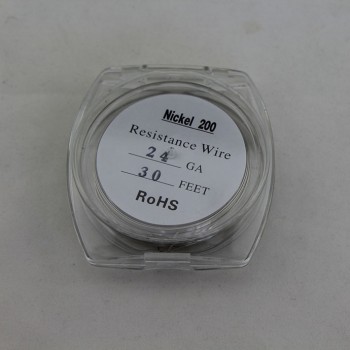 Nickel 200
Resistance Wire
24 GA
30 FEET
RoHS